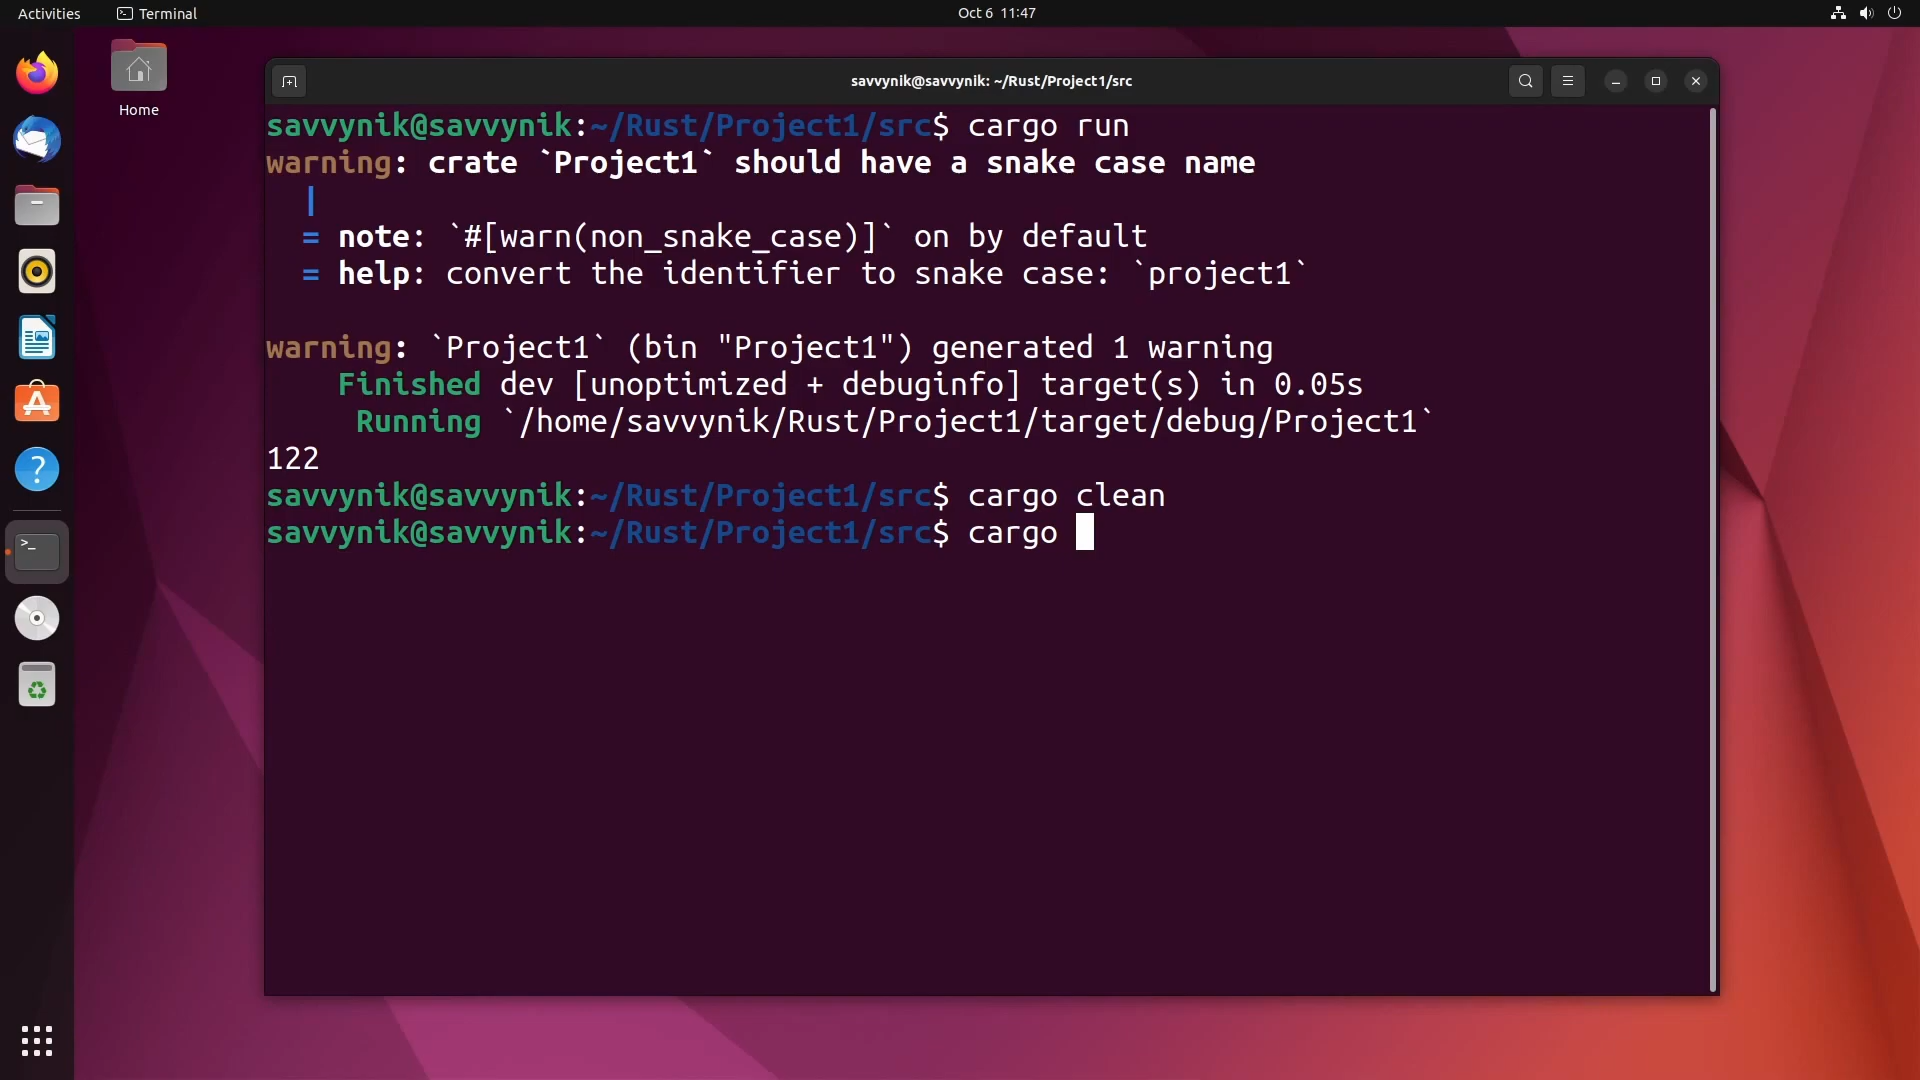 Activities
Terminal
Oct 6 11:47
Home
savvynik@savvynik: ~/Rust/Project1/src
savvynik@savvynik:~/Rust/Project1/src$ cargo run
warning: crate `Project1` should have a snake case name
  |
  = note: `#[warn(non_snake_case)]` on by default
  = help: convert the identifier to snake case: `project1`
warning: `Project1` (bin "Project1") generated 1 warning
    Finished dev [unoptimized + debuginfo] target(s) in 0.05s
     Running `/home/savvynik/Rust/Project1/target/debug/Project1`
122
savvynik@savvynik:~/Rust/Project1/src$ cargo clean
savvynik@savvynik:~/Rust/Project1/src$ cargo